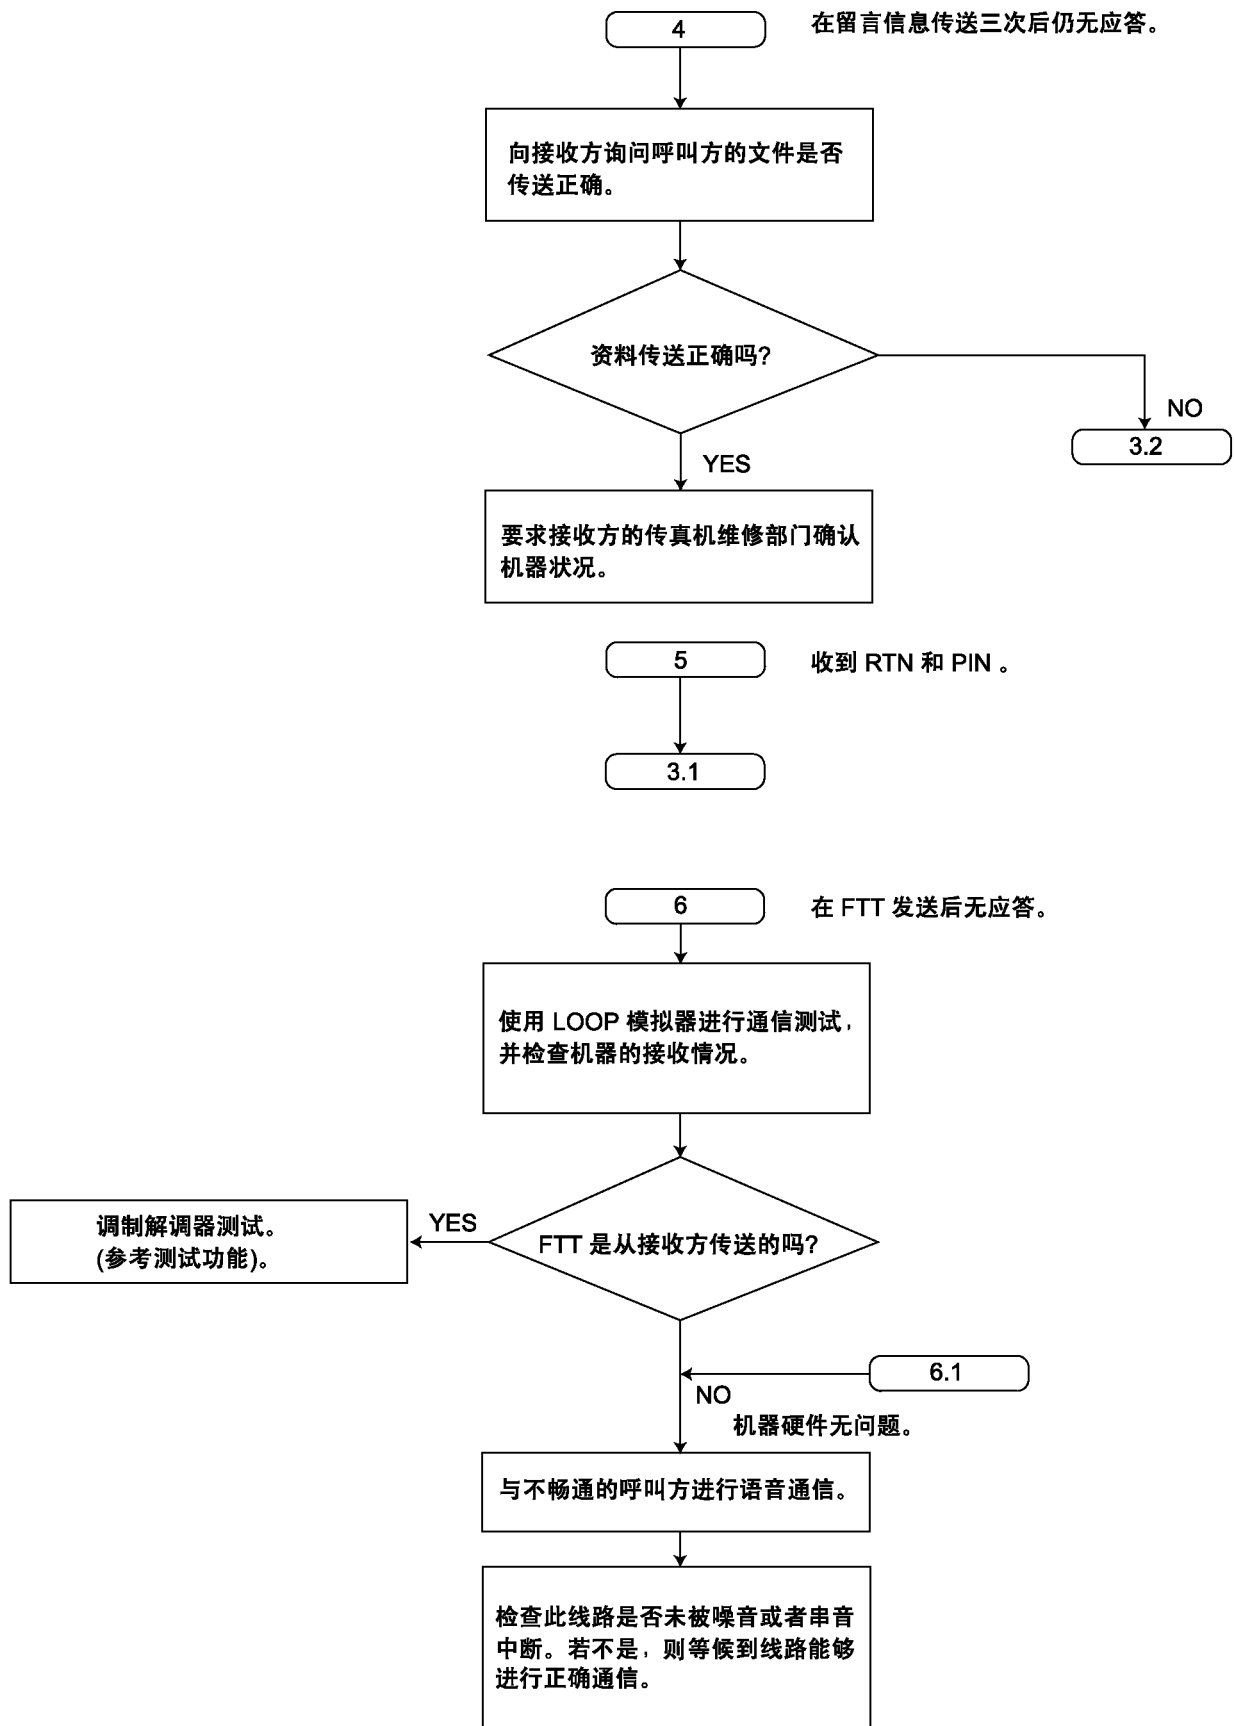 4
在留言信息传送三次后仍无应答。
向接收方询问呼叫方的文件是否
传送正确。
资料传送正确吗?
NO
3.2
YES
要求接收方的传真机维修部门确认
机器状况。
5
收到 RTN 和 PIN 。
3.1
6
在 FTT 发送后无应答。
使用 LOOP 模拟器进行通信测试,
并检查机器的接收情况。
调制解调器测试。
(参考测试功能)。
YES
FTT 是从接收方传送的吗?
6.1
NO
机器硬件无问题。
与不畅通的呼叫方进行语音通信。
检查此线路是否未被噪音或者串音
中断。若不是, 则等候到线路能够
进行正确通信。